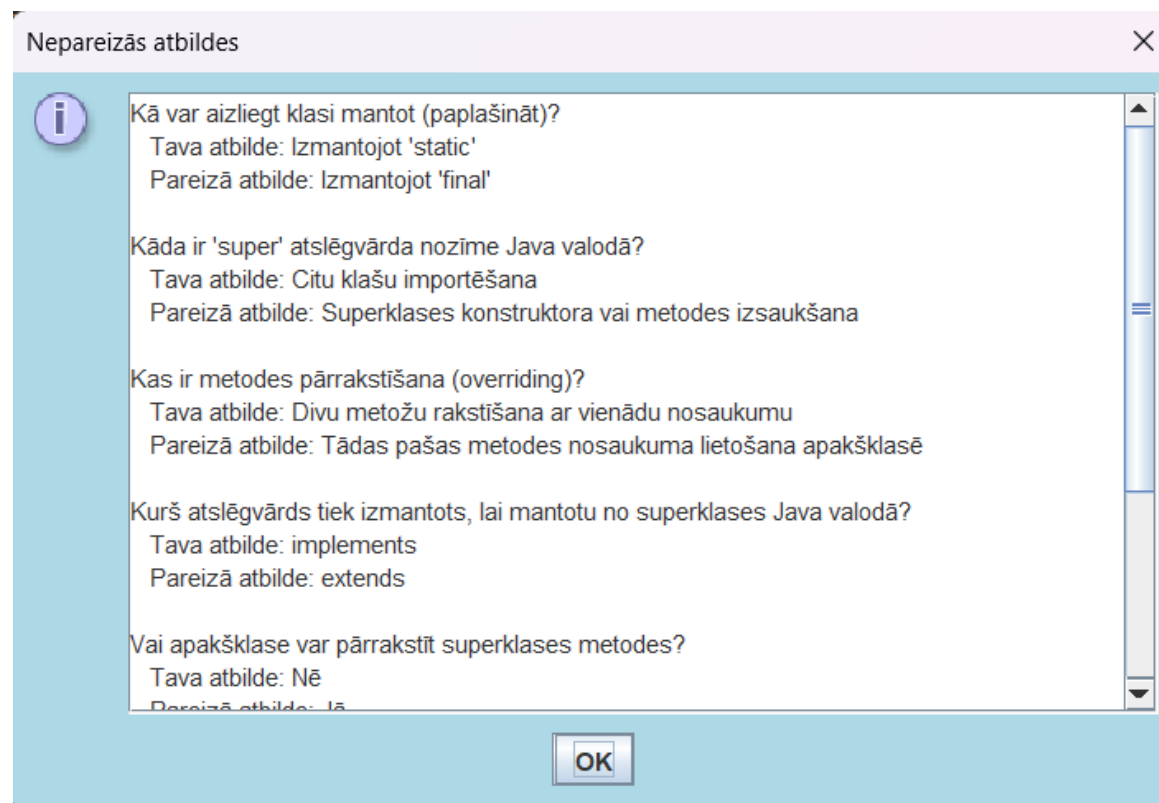 Nepareizās atbildes
Kā var aizliegt klasi mantot (paplašināt)?
Tava atbilde: Izmantojot 'static'
Pareizā atbilde: Izmantojot 'final'
Kāda ir 'super' atslēgvārda nozīme Java valodā?
Tava atbilde: Citu klašu importēšana
Pareizā atbilde: Superklases konstruktora vai metodes izsaukšana
Kas ir metodes pārrakstīšana (overriding)?
Tava atbilde: Divu metožu rakstīšana ar vienādu nosaukumu
Pareizā atbilde: Tādas pašas metodes nosaukuma lietošana apakšklasē
Kurš atslēgvārds tiek izmantots, lai mantotu no superklases Java valodā?
Tava atbilde: implements
Pareizā atbilde: extends
Vai apakšklase var pārrakstīt superklases metodes?
Tava atbilde: Nē
Pareizā atbilde: Jā
OK